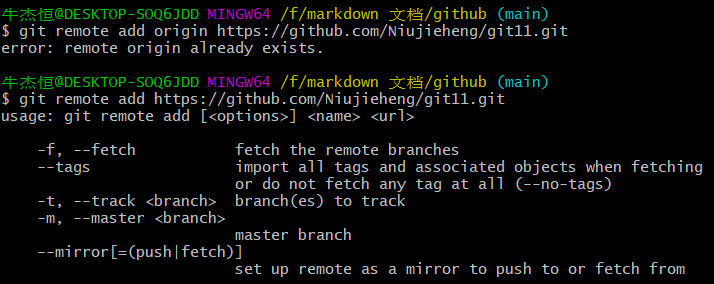 牛杰恒@DESKTOP-SOQ6JDD MINGW64 /f/markdown 文档/github (main)
$ git remote add origin https://github.com/Niujieheng/git11.git
error: remote origin already exists.
牛杰恒@DESKTOP-SOQ6JDD MINGW64 /f/markdown 文档/github (main)
$ git remote add https://github.com/Niujieheng/git11.git
usage: git remote add [<options>] <name> <url>
-f, --fetch fetch the remote branches
--tags import all tags and associated objects when fetching
or do not fetch any tag at all (--no-tags)
-t, --track <branch> branch(es) to track
-m, --master <branch>
master branch
--mirror[=(push|fetch)]
set up remote as a mirror to push to or fetch from